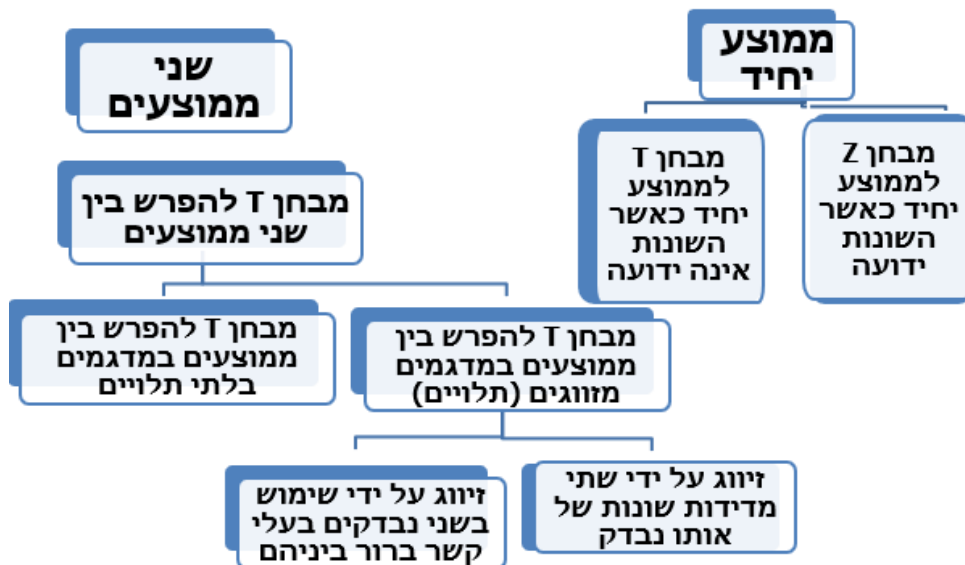 ממוצע
יחיד
מבחן Z
לממוצע
יחיד כאשר
השונות
ידועה
מבחן T
לממוצע
יחיד כאשר
השונות
אינה ידועה
שני
ממוצעים
מבחן T להפרש בין
שני ממוצעים
מבחן T להפרש בין
ממוצעים במדגמים
מזווגים (תלויים)
מבחן T להפרש בין
ממוצעים במדגמים
בלתי תלויים
זיווג על ידי שתי
מדידות שונות של
אותו נבדק
זיווג על ידי שימוש
בשני נבדקים בעלי
קשר ברור ביניהם